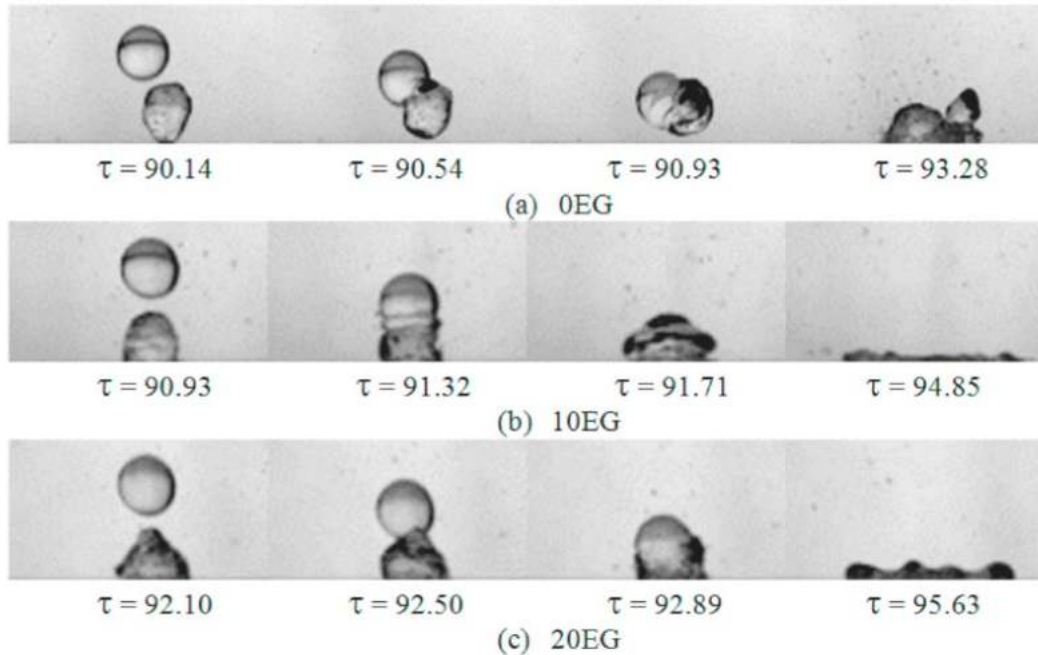 τ = 90.14 τ = 90.54 τ = 90.93 τ = 93.28
(a) 0EG
τ = 90.93 τ = 91.32 τ = 91.71 τ = 94.85
(b) 10EG
τ = 92.10 τ = 92.50 τ = 92.89 τ = 95.63
(c) 20EG